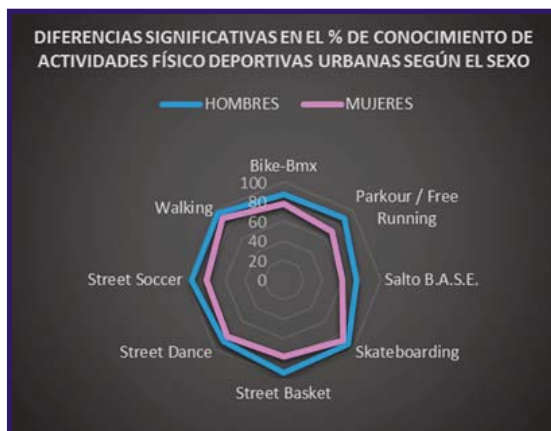 DIFERENCIAS SIGNIFICATIVAS EN EL % DE CONOCIMIENTO DE
ACTIVIDADES FÍSICO DEPORTIVAS URBANAS SEGÚN EL SEXO
HOMBRES MUJERES
Bike-Bmx
100
80
60
40
20
0
Parkour / Free
Running
Salto B.A.S.E.
Skateboarding
Street Basket
Street Dance
Street Soccer
Walking